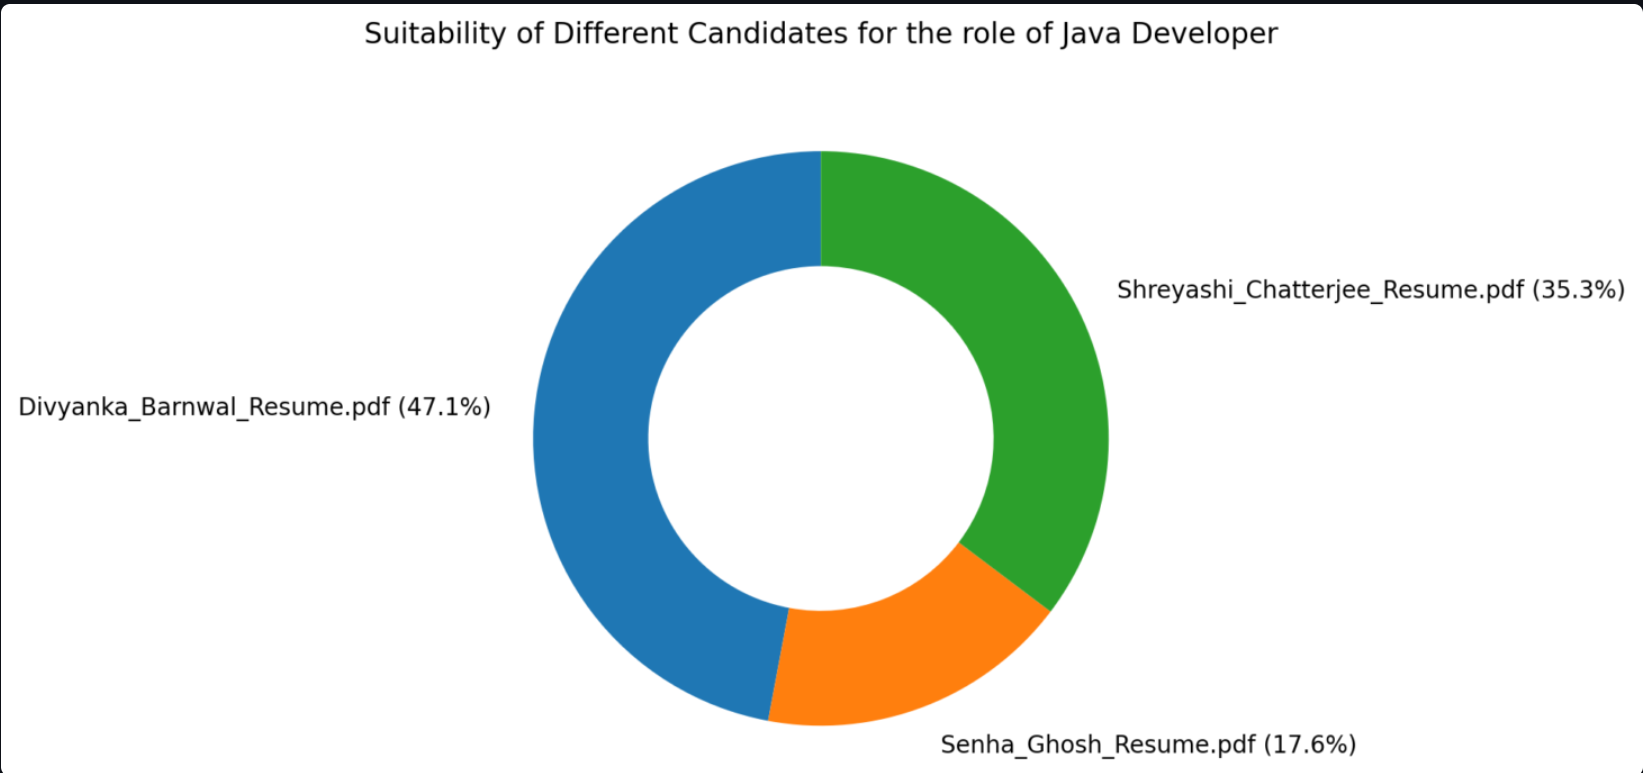 Suitability of Different Candidates for the role of Java Developer
Shreyashi_Chatterjee_Resume.pdf (35.3%)
Divyanka_Barnwal_Resume.pdf (47.1%)
Senha_Ghosh_Resume.pdf (17.6%)